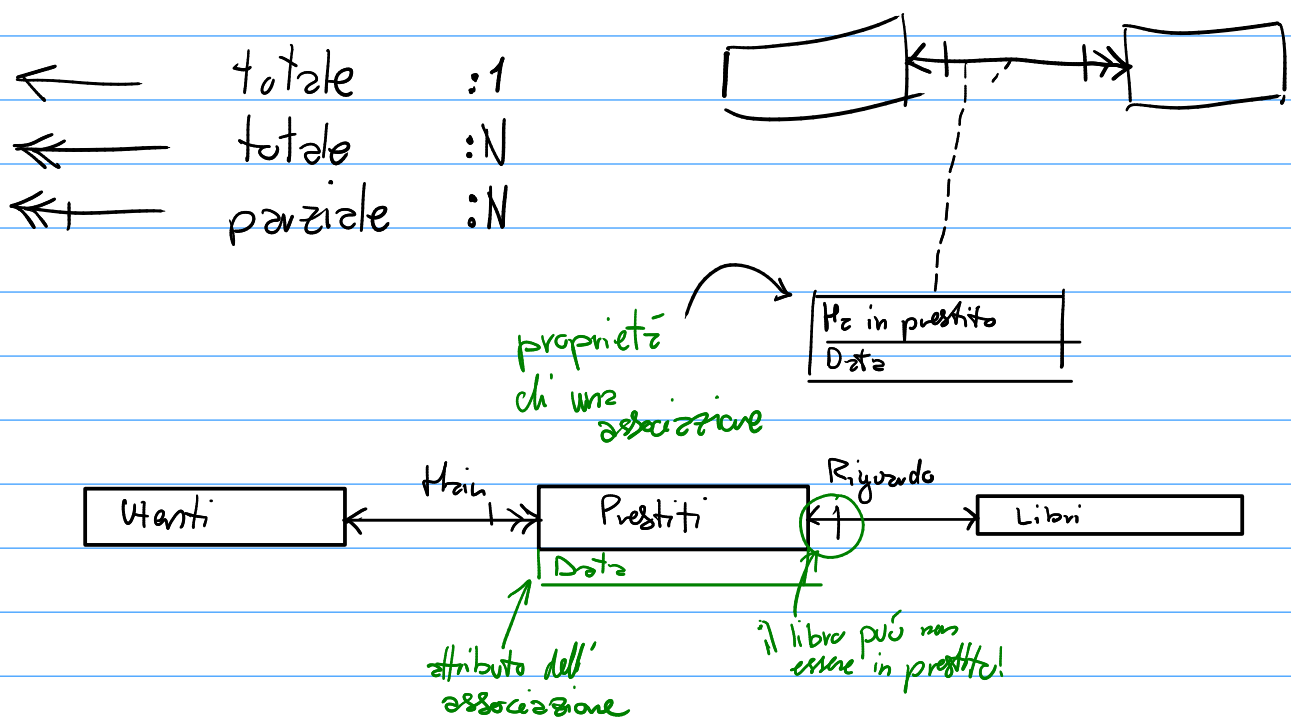 totale :1
totale :N
parziale :N
Ha in prestito
Data
proprietà
di una
associazione
Utenti
Ha in
Prestiti
Riguardo
Libri
Data
attributo dell'
associazione
il libro può non
essere in prestito!